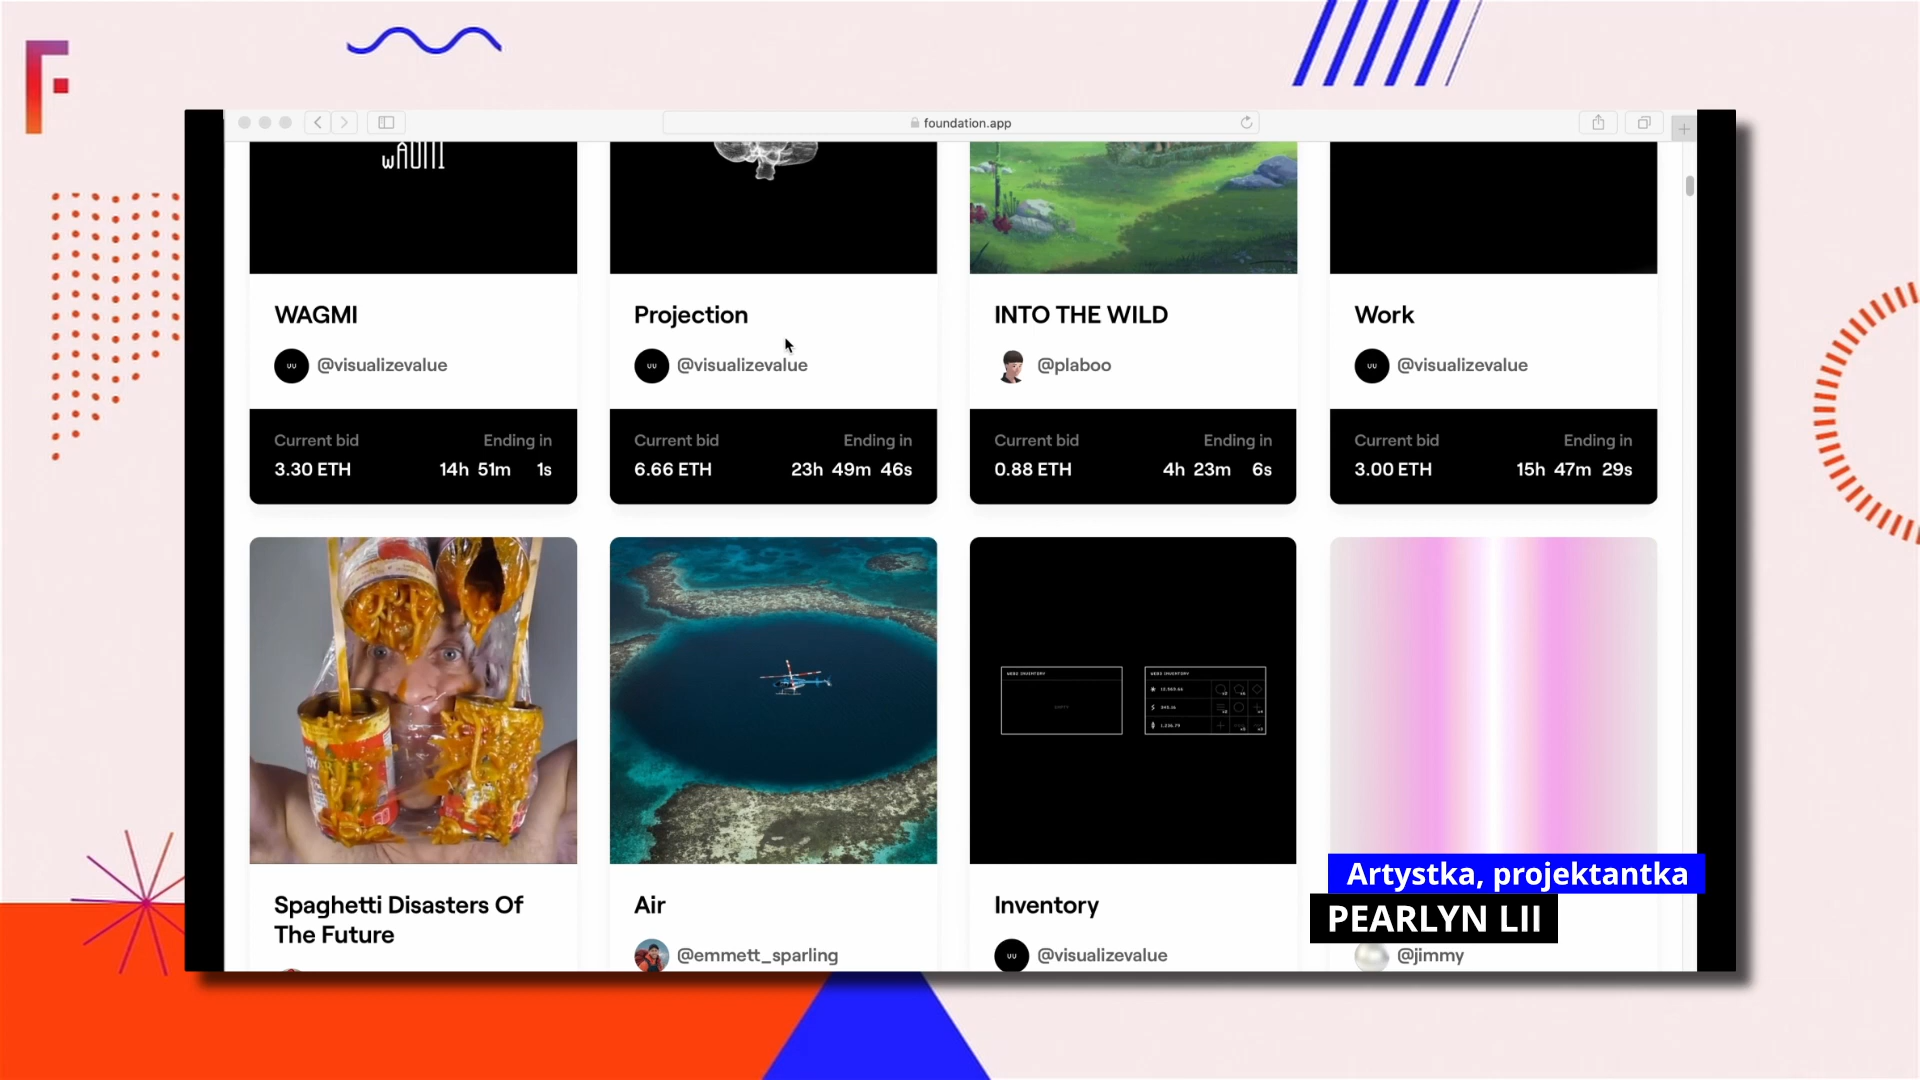 foundation.app
wAGMI
WAGMI
@visualizevalue
Current bid
Ending in
3.30 ETH
14h 51m 1s
Projection
@visualizevalue
Current bid
Ending in
6.66 ETH
23h 49m 46s
INTO THE WILD
@plaboo
Current bid
Ending in
0.88 ETH
4h 23m 6s
Work
@visualizevalue
Current bid
Ending in
3.00 ETH
15h 47m 29s
Spaghetti Disasters Of
The Future
Air
@emmett_sparling
Inventory
@visualizevalue
Artystka, projektantka
PEARLYN LII
@jimmy